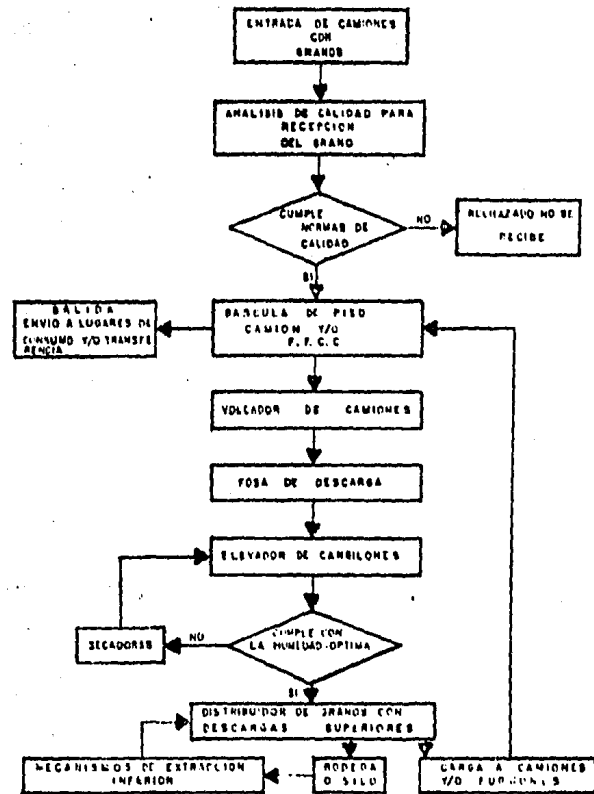 ENTRADA DE CAMIONES
CON
GRANOS
ANALISIS DE CALIDAD PARA
RECEPCION
DEL GRANO
CUMPLE
NORMAS DE
CALIDAD
NO
RECHAZADO NO SE
RECIBE
SI
BASCULA DE PISO
CAMION Y/O
F.F.C.C
SALIDA
ENVIO A LUGARES DE
CONSUMO Y/O TRANSFE
RENCIA
VOLCADOR DE CAMIONES
FOSA DE DESCARGA
ELEVADOR DE CANGILONES
CUMPLE CON
LA HUMEDAD-OPTIMA
NO
SECADORAS
SI
DISTRIBUIDOR DE GRANOS CON
DESCARGAS SUPERIORES
MECANISMOS DE EXTRACCION
INFERIOR
BODEGA
O SILO
CARGA A CAMIONES
Y/O FURGONES